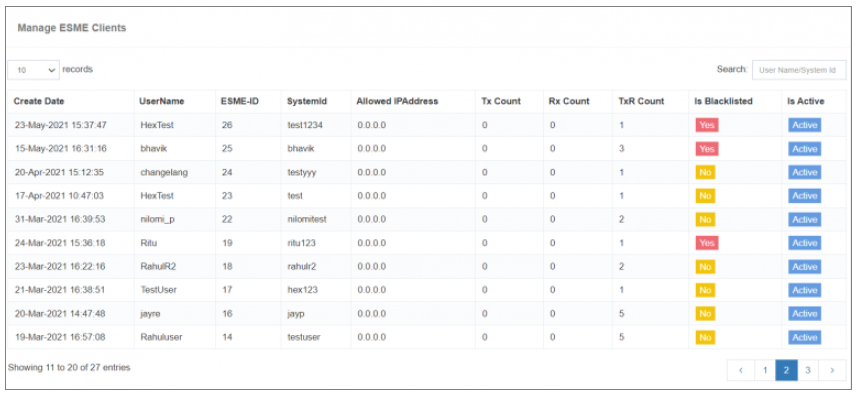 Manage ESME Clients
10 records Search: User Name/System Id
Create Date UserName ESME-ID SystemId Allowed IPAddress Tx Count Rx Count TxR Count Is Blacklisted Is Active
23-May-2021 15:37:47 HexTest 26 test1234 0.0.0.0 0 0 1 Yes Active
15-May-2021 16:31:16 bhavik 25 bhavik 0.0.0.0 0 0 3 Yes Active
20-Apr-2021 15:12:35 changelang 24 testyyy 0.0.0.0 0 0 1 No Active
17-Apr-2021 10:47:03 HexTest 23 test 0.0.0.0 0 0 1 No Active
31-Mar-2021 16:39:53 nilomi_p 22 nilomitest 0.0.0.0 0 0 2 No Active
24-Mar-2021 15:36:18 Ritu 19 ritu123 0.0.0.0 0 0 1 Yes Active
23-Mar-2021 16:22:16 RahulR2 18 rahulr2 0.0.0.0 0 0 2 No Active
21-Mar-2021 16:38:51 TestUser 17 hex123 0.0.0.0 0 0 1 No Active
20-Mar-2021 14:47:48 jayre 16 jayp 0.0.0.0 0 0 5 No Active
19-Mar-2021 16:57:08 Rahuluser 14 testuser 0.0.0.0 0 0 5 No Active
Showing 11 to 20 of 27 entries < 1 2 3 >